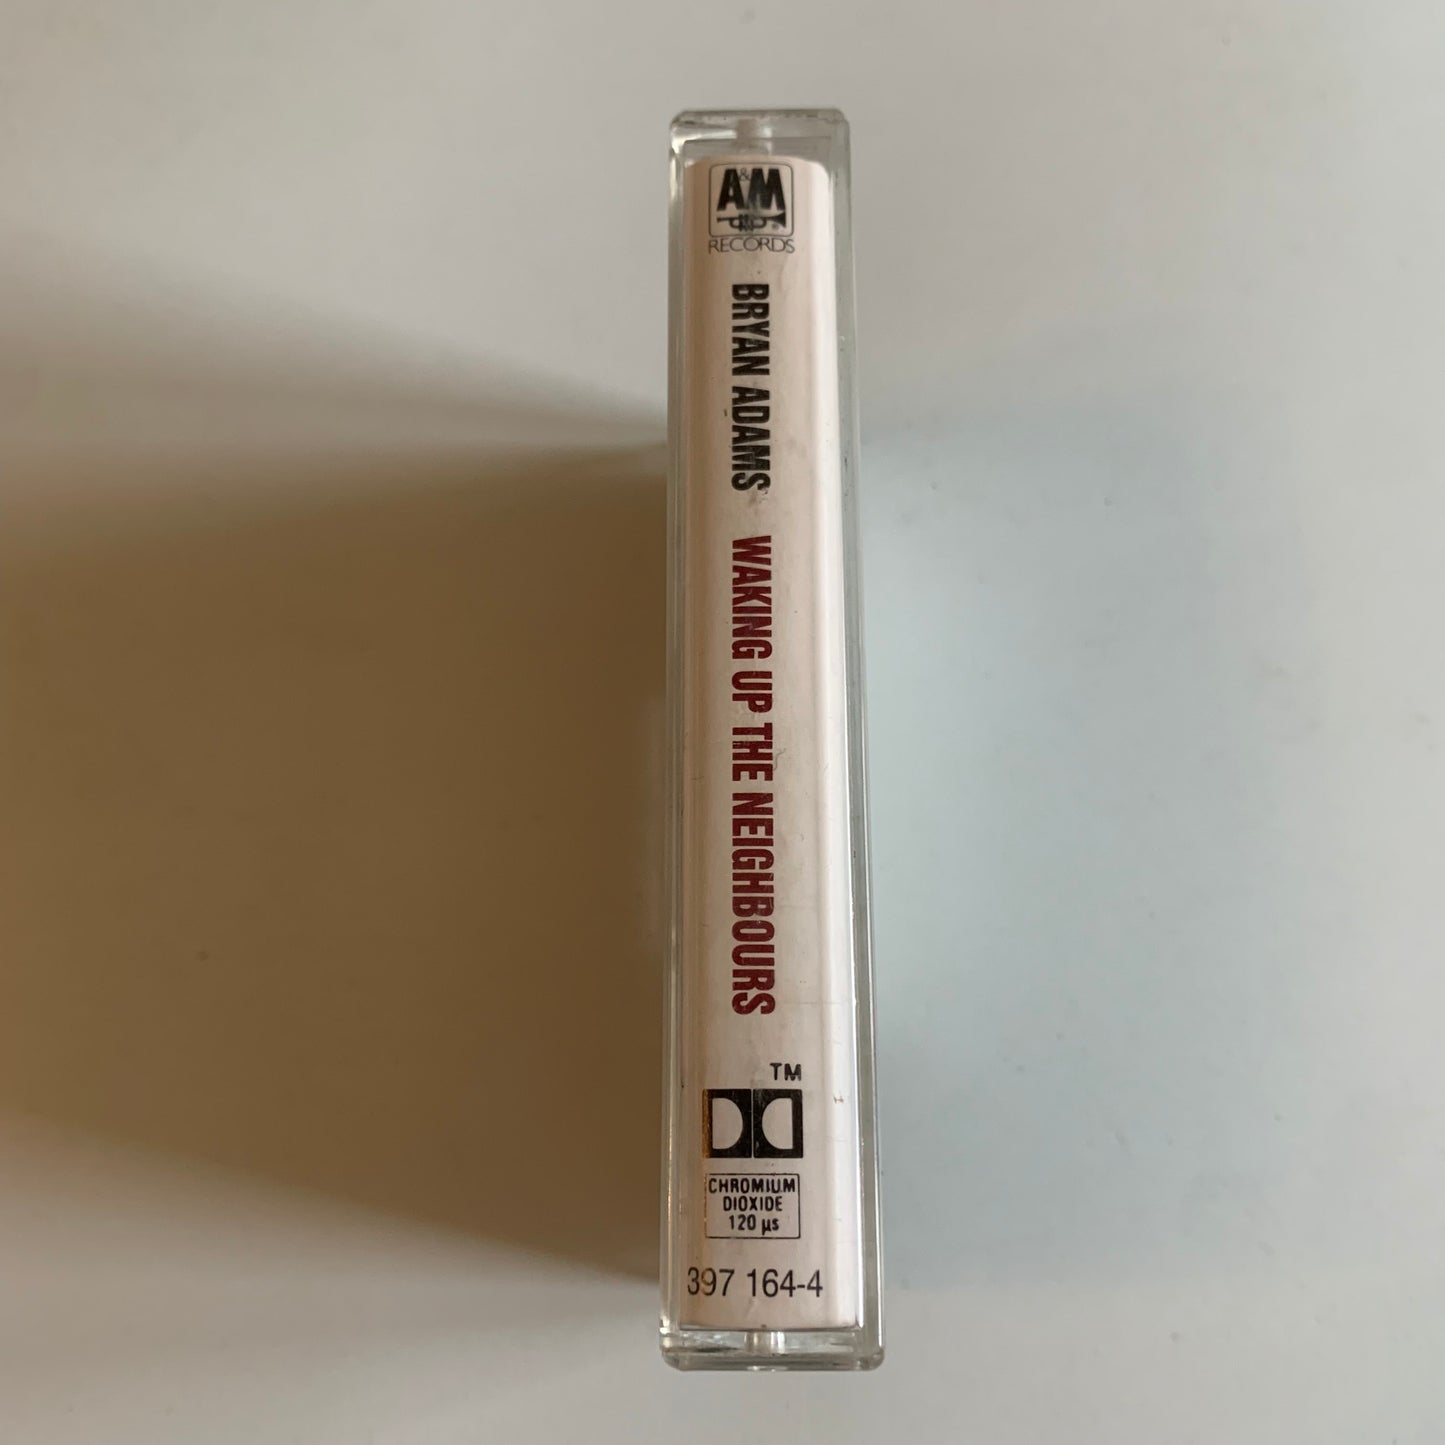 A&M
RECORDS
BRYAN ADAMS WAKING UP THE NEIGHBOURS
TM
CHROMIUM
DIOXIDE
120 µs
397 164-4